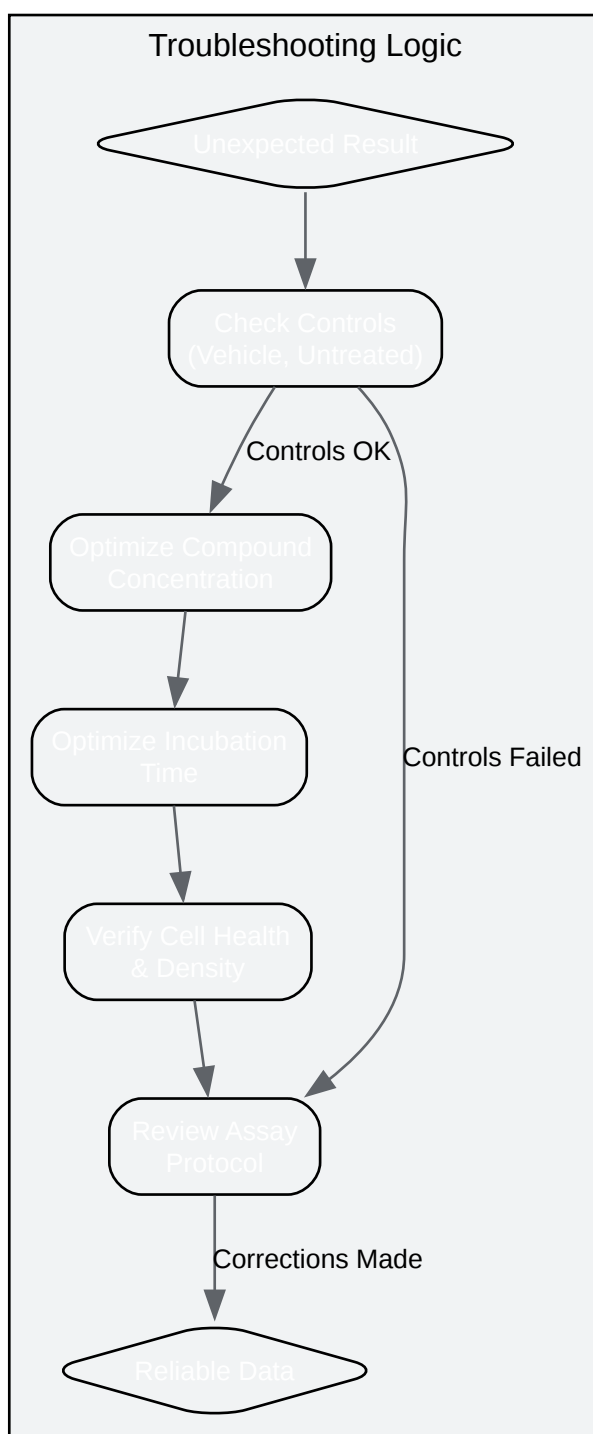 Troubleshooting Logic
Unexpected Result
Check Controls
(Vehicle, Untreated)
Controls OK
Optimize Compound
Concentration
Optimize Incubation
Time
Controls Failed
Verify Cell Health
& Density
Review Assay
Protocol
Corrections Made
Reliable Data